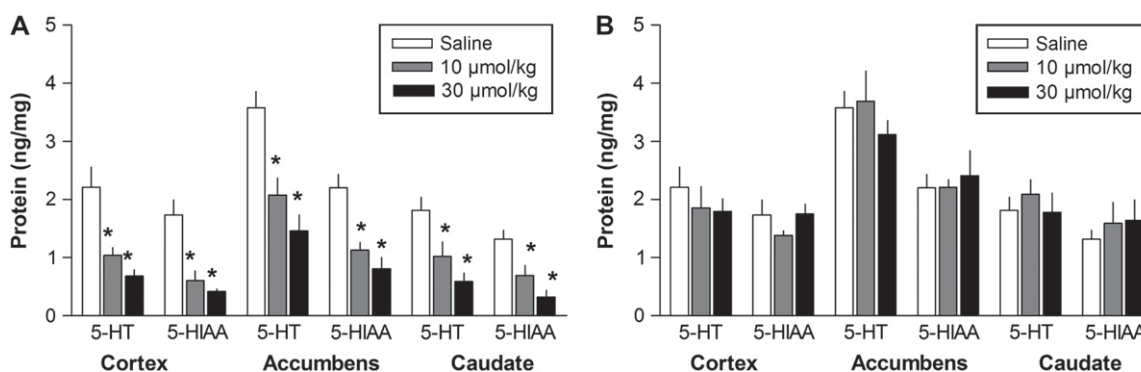 A
5
4
3
2
1
0
Protein (ng/mg)
Saline
10 µmol/kg
30 µmol/kg
* * * * * * * * * * * *
5-HT 5-HIAA 5-HT 5-HIAA 5-HT 5-HIAA
Cortex Accumbens Caudate
B
5
4
3
2
1
0
Protein (ng/mg)
Saline
10 µmol/kg
30 µmol/kg
5-HT 5-HIAA 5-HT 5-HIAA 5-HT 5-HIAA
Cortex Accumbens Caudate